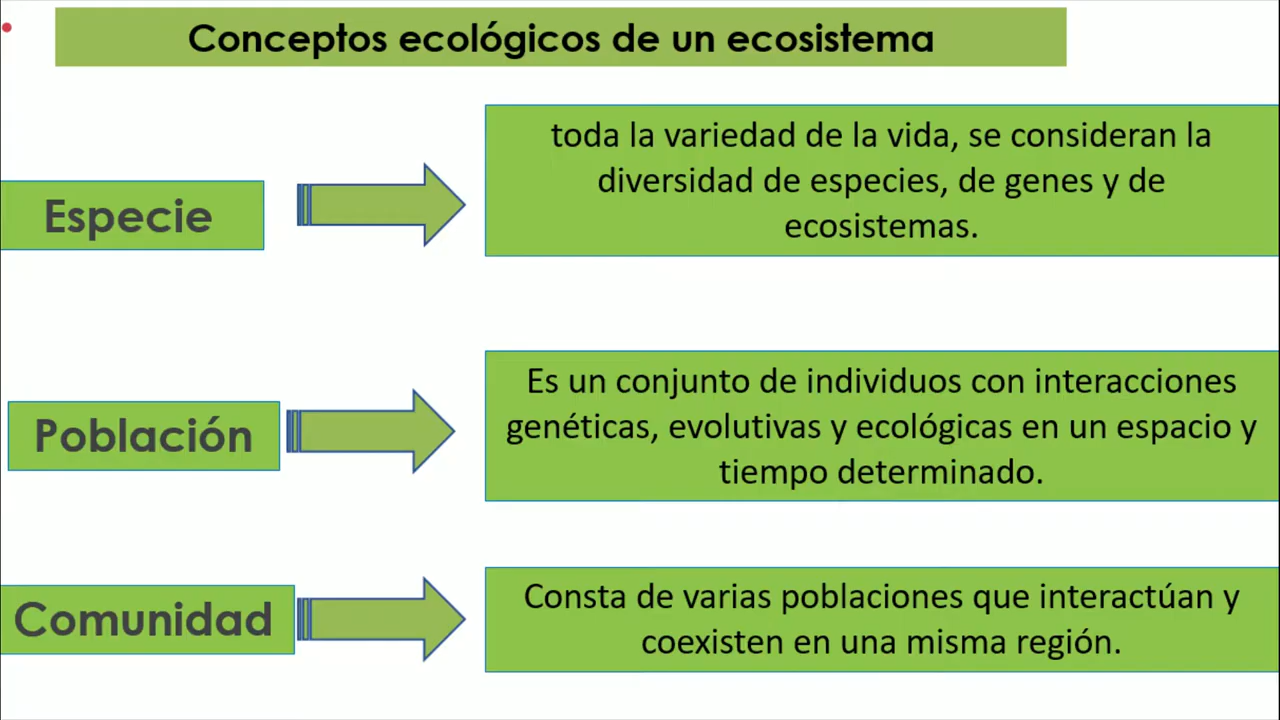 Conceptos ecológicos de un ecosistema
Especie
toda la variedad de la vida, se consideran la
diversidad de especies, de genes y de
ecosistemas.
Población
Es un conjunto de individuos con interacciones
genéticas, evolutivas y ecológicas en un espacio y
tiempo determinado.
Comunidad
Consta de varias poblaciones que interactúan y
coexisten en una misma región.